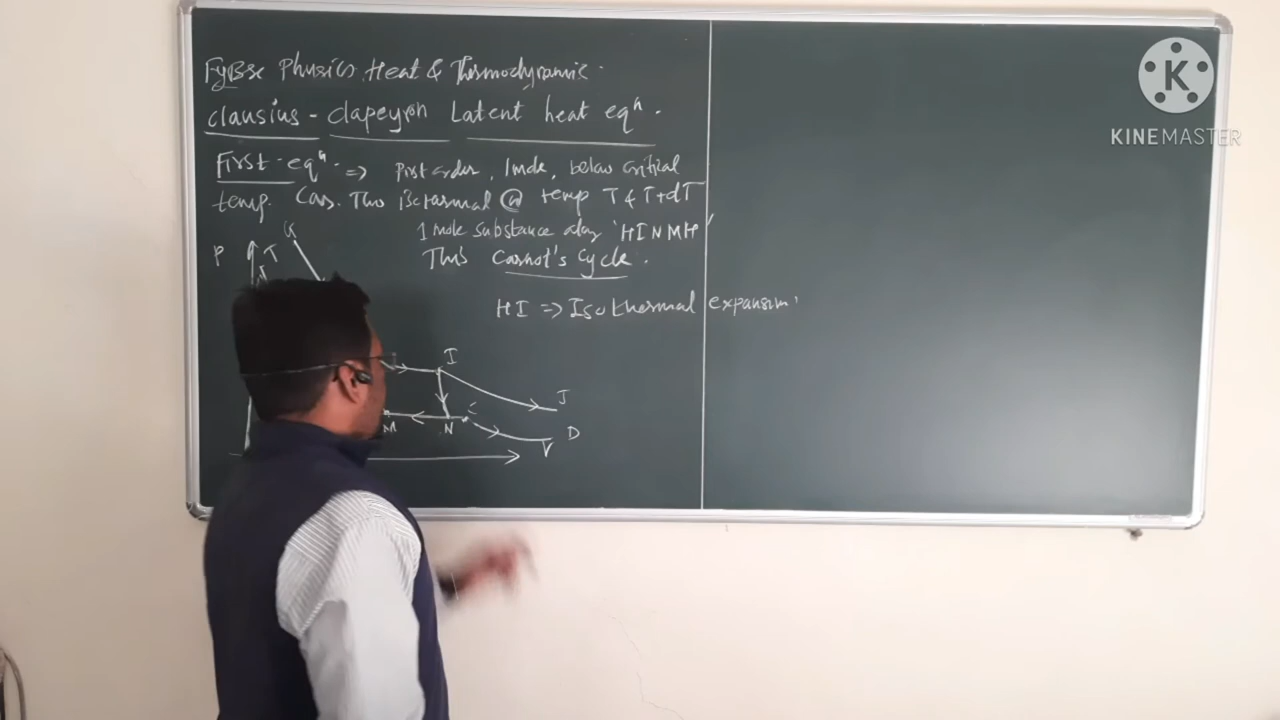 FyBsc Physics Heat & Thermodynamic.
clausius - clapeyron Latent heat eqⁿ.
First eqⁿ. => First order, 1mole, below critical
temp. Cons. Two isothermal @ temp T & T+dT
1 mole substance along 'HINMH'
This Carnot's Cycle.
HI => Isothermal expansion.
P
T
I
J
M
N
C
D
V
K
KINEMASTER